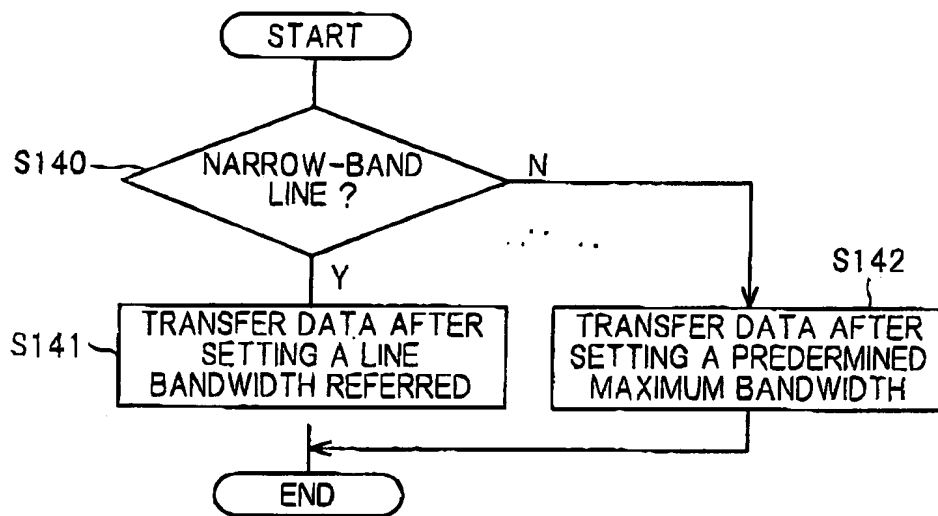 START
S140
NARROW-BAND
LINE ?
N
Y
S142
S141
TRANSFER DATA AFTER
SETTING A LINE
BANDWIDTH REFERRED
TRANSFER DATA AFTER
SETTING A PREDERMINED
MAXIMUM BANDWIDTH
END